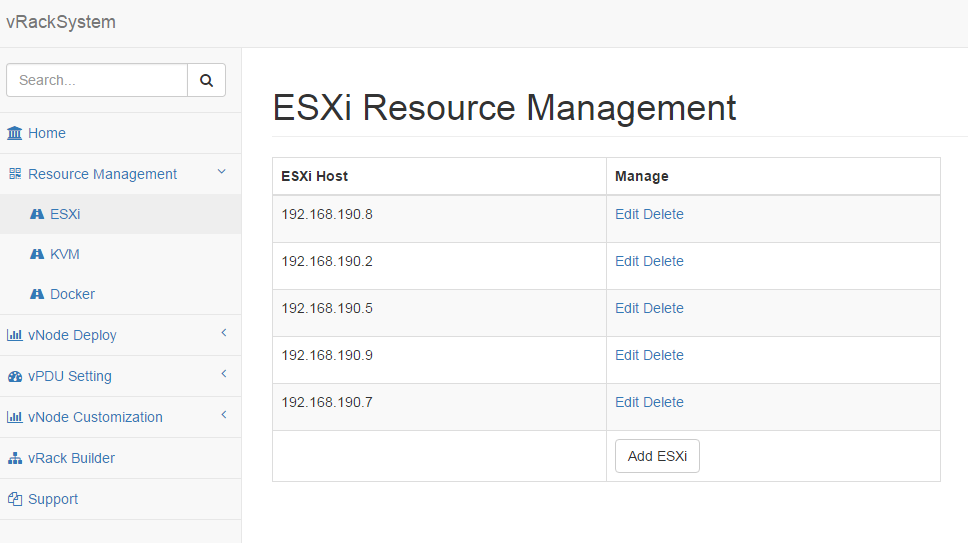 vRackSystem
Search...
Home
Resource Management
ESXi
KVM
Docker
vNode Deploy
vPDU Setting
vNode Customization
vRack Builder
Support
ESXi Resource Management
ESXi Host Manage
192.168.190.8 Edit Delete
192.168.190.2 Edit Delete
192.168.190.5 Edit Delete
192.168.190.9 Edit Delete
192.168.190.7 Edit Delete
Add ESXi